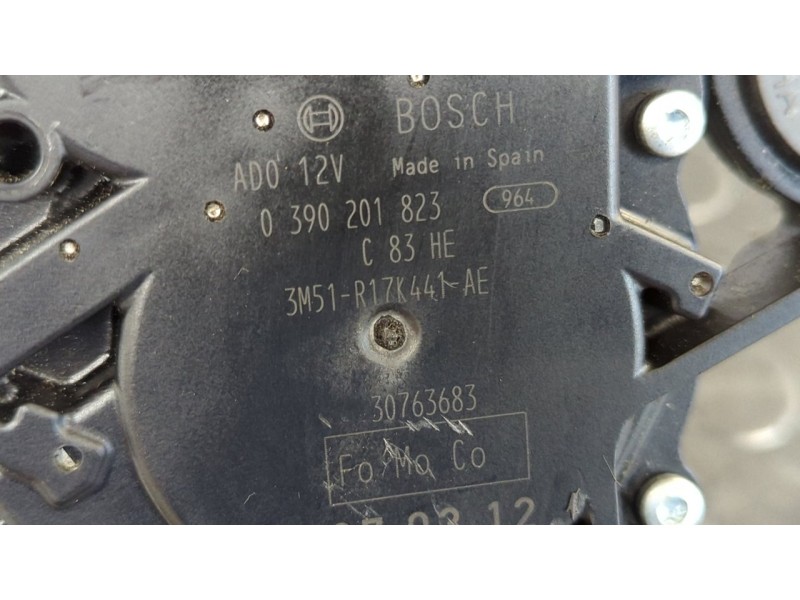 BOSCH
AD0 12V Made in Spain
0 390 201 823 964
C 83 HE
3M51-R17K441-AE
30763683
Fo Mo Co